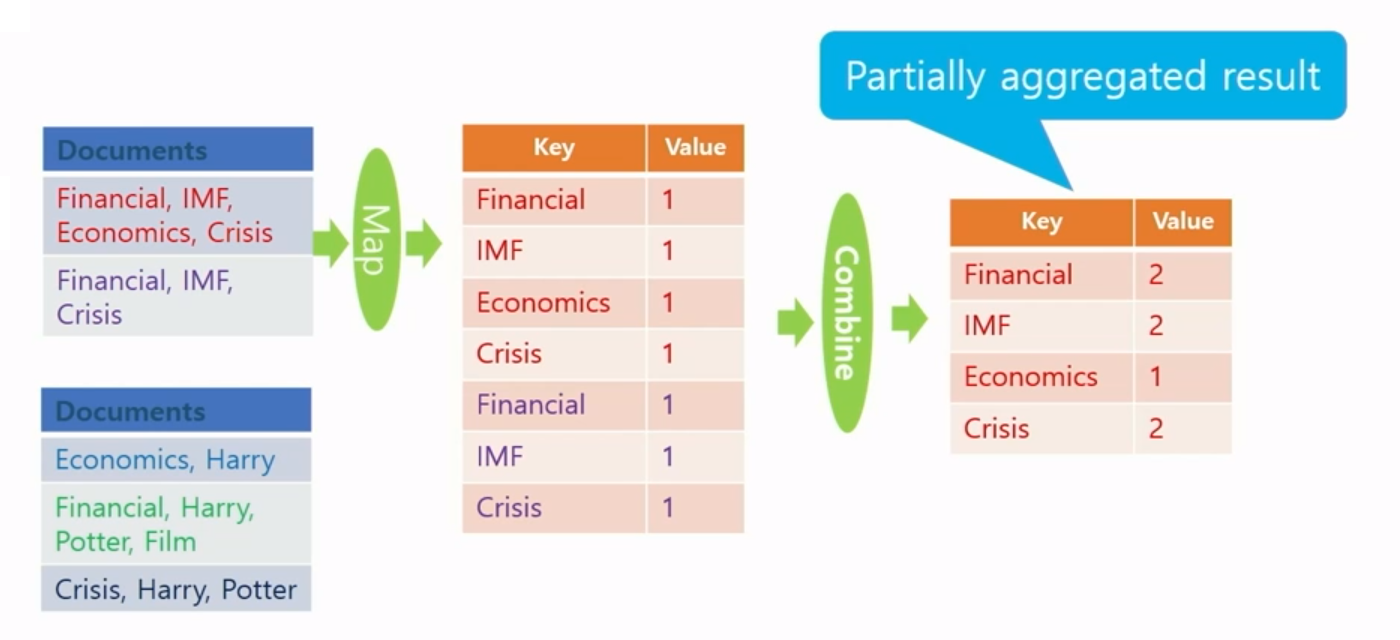 Partially aggregated result
Documents
Financial, IMF,
Economics, Crisis
Financial, IMF,
Crisis
Documents
Economics, Harry
Financial, Harry,
Potter, Film
Crisis, Harry, Potter
Map
Key Value
Financial 1
IMF 1
Economics 1
Crisis 1
Financial 1
IMF 1
Crisis 1
Combine
Key Value
Financial 2
IMF 2
Economics 1
Crisis 2